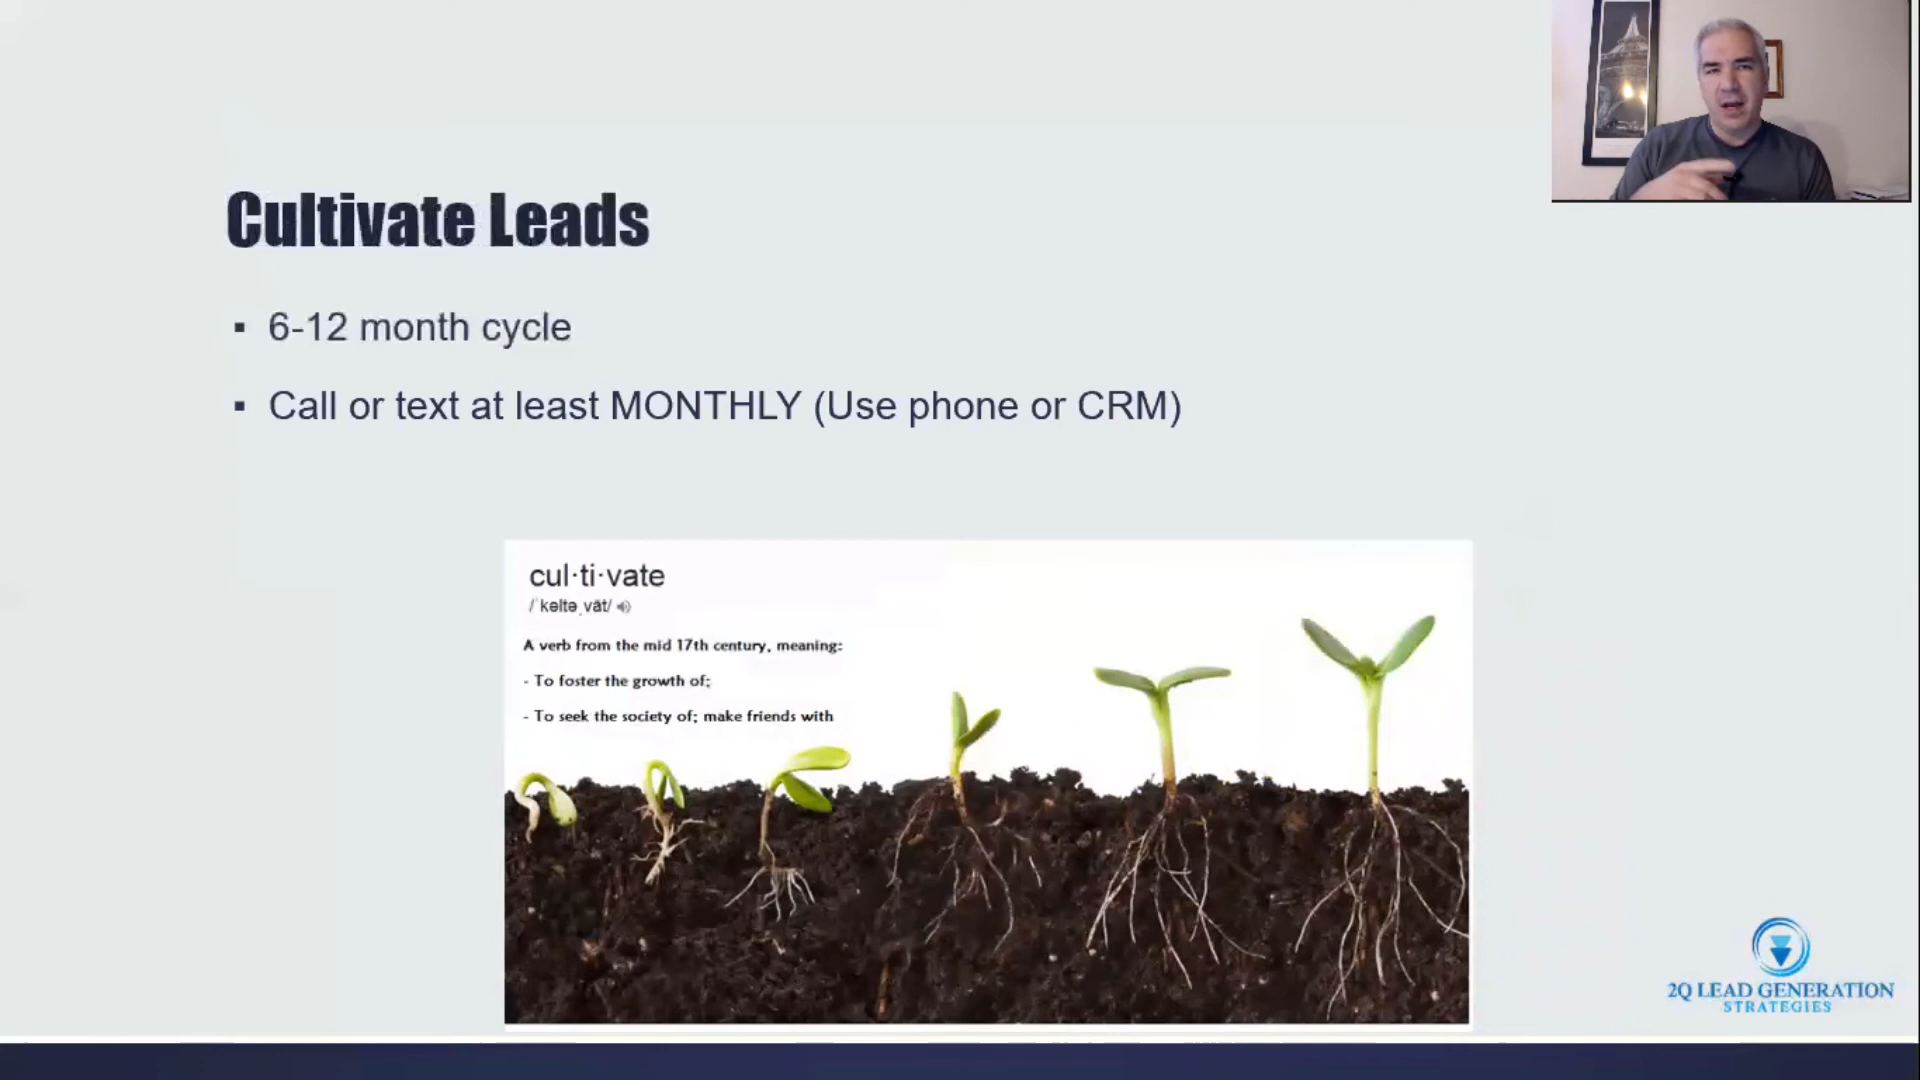 Cultivate Leads
▪ 6-12 month cycle
▪ Call or text at least MONTHLY (Use phone or CRM)
cul·ti·vate
/ˈkəltəˌvāt/
A verb from the mid 17th century, meaning:
- To foster the growth of;
- To seek the society of; make friends with
2Q LEAD GENERATION
STRATEGIES